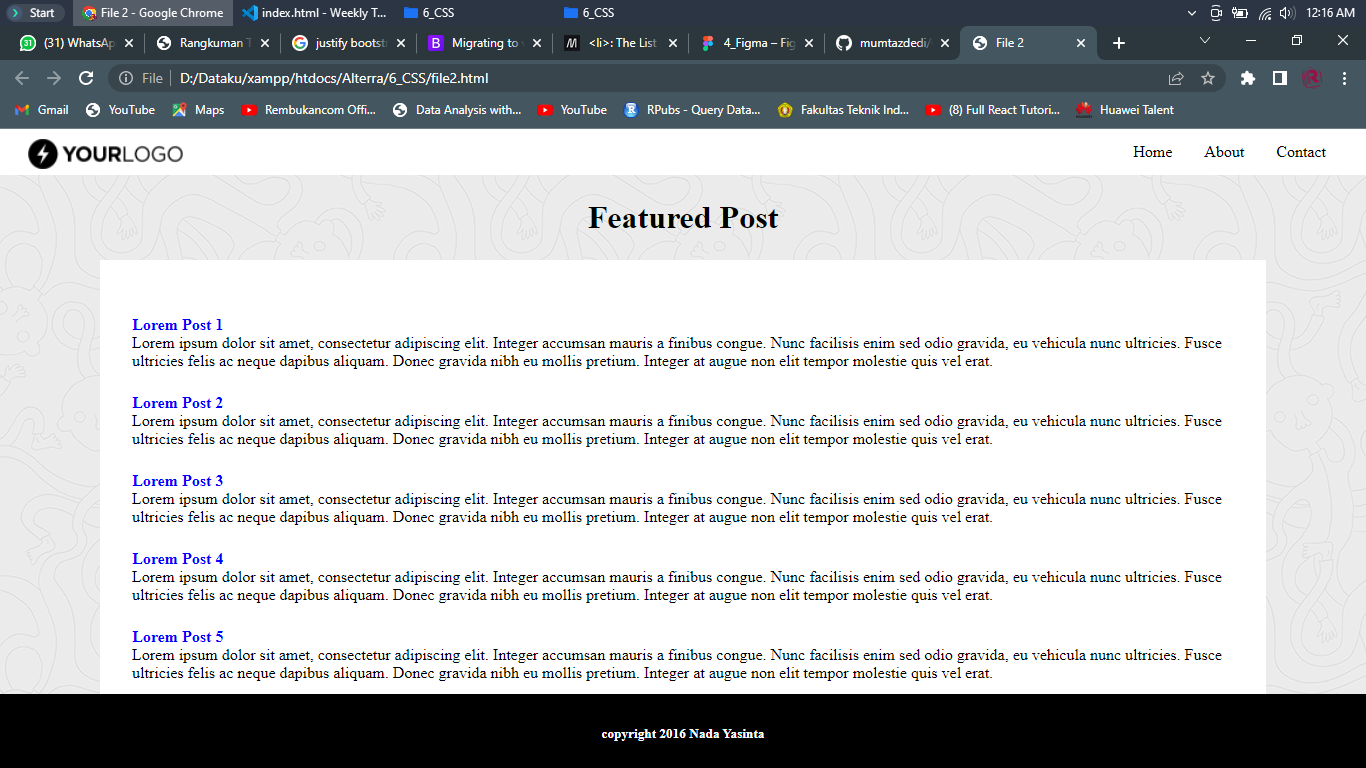 Start File 2 - Google Chrome index.html - Weekly T... 6_CSS 6_CSS 12:16 AM
(31) WhatsAp Rangkuman T justify bootst Migrating to <li>: The List 4_Figma – Fig mumtazdedi/ File 2
File D:/Dataku/xampp/htdocs/Alterra/6_CSS/file2.html
Gmail YouTube Maps Rembukancom Offi... Data Analysis with... YouTube RPubs - Query Data... Fakultas Teknik Ind... (8) Full React Tutori... Huawei Talent
YOURLOGO Home About Contact
Featured Post
Lorem Post 1
Lorem ipsum dolor sit amet, consectetur adipiscing elit. Integer accumsan mauris a finibus congue. Nunc facilisis enim sed odio gravida, eu vehicula nunc ultricies. Fusce
ultricies felis ac neque dapibus aliquam. Donec gravida nibh eu mollis pretium. Integer at augue non elit tempor molestie quis vel erat.
Lorem Post 2
Lorem ipsum dolor sit amet, consectetur adipiscing elit. Integer accumsan mauris a finibus congue. Nunc facilisis enim sed odio gravida, eu vehicula nunc ultricies. Fusce
ultricies felis ac neque dapibus aliquam. Donec gravida nibh eu mollis pretium. Integer at augue non elit tempor molestie quis vel erat.
Lorem Post 3
Lorem ipsum dolor sit amet, consectetur adipiscing elit. Integer accumsan mauris a finibus congue. Nunc facilisis enim sed odio gravida, eu vehicula nunc ultricies. Fusce
ultricies felis ac neque dapibus aliquam. Donec gravida nibh eu mollis pretium. Integer at augue non elit tempor molestie quis vel erat.
Lorem Post 4
Lorem ipsum dolor sit amet, consectetur adipiscing elit. Integer accumsan mauris a finibus congue. Nunc facilisis enim sed odio gravida, eu vehicula nunc ultricies. Fusce
ultricies felis ac neque dapibus aliquam. Donec gravida nibh eu mollis pretium. Integer at augue non elit tempor molestie quis vel erat.
Lorem Post 5
Lorem ipsum dolor sit amet, consectetur adipiscing elit. Integer accumsan mauris a finibus congue. Nunc facilisis enim sed odio gravida, eu vehicula nunc ultricies. Fusce
ultricies felis ac neque dapibus aliquam. Donec gravida nibh eu mollis pretium. Integer at augue non elit tempor molestie quis vel erat.
copyright 2016 Nada Yasinta